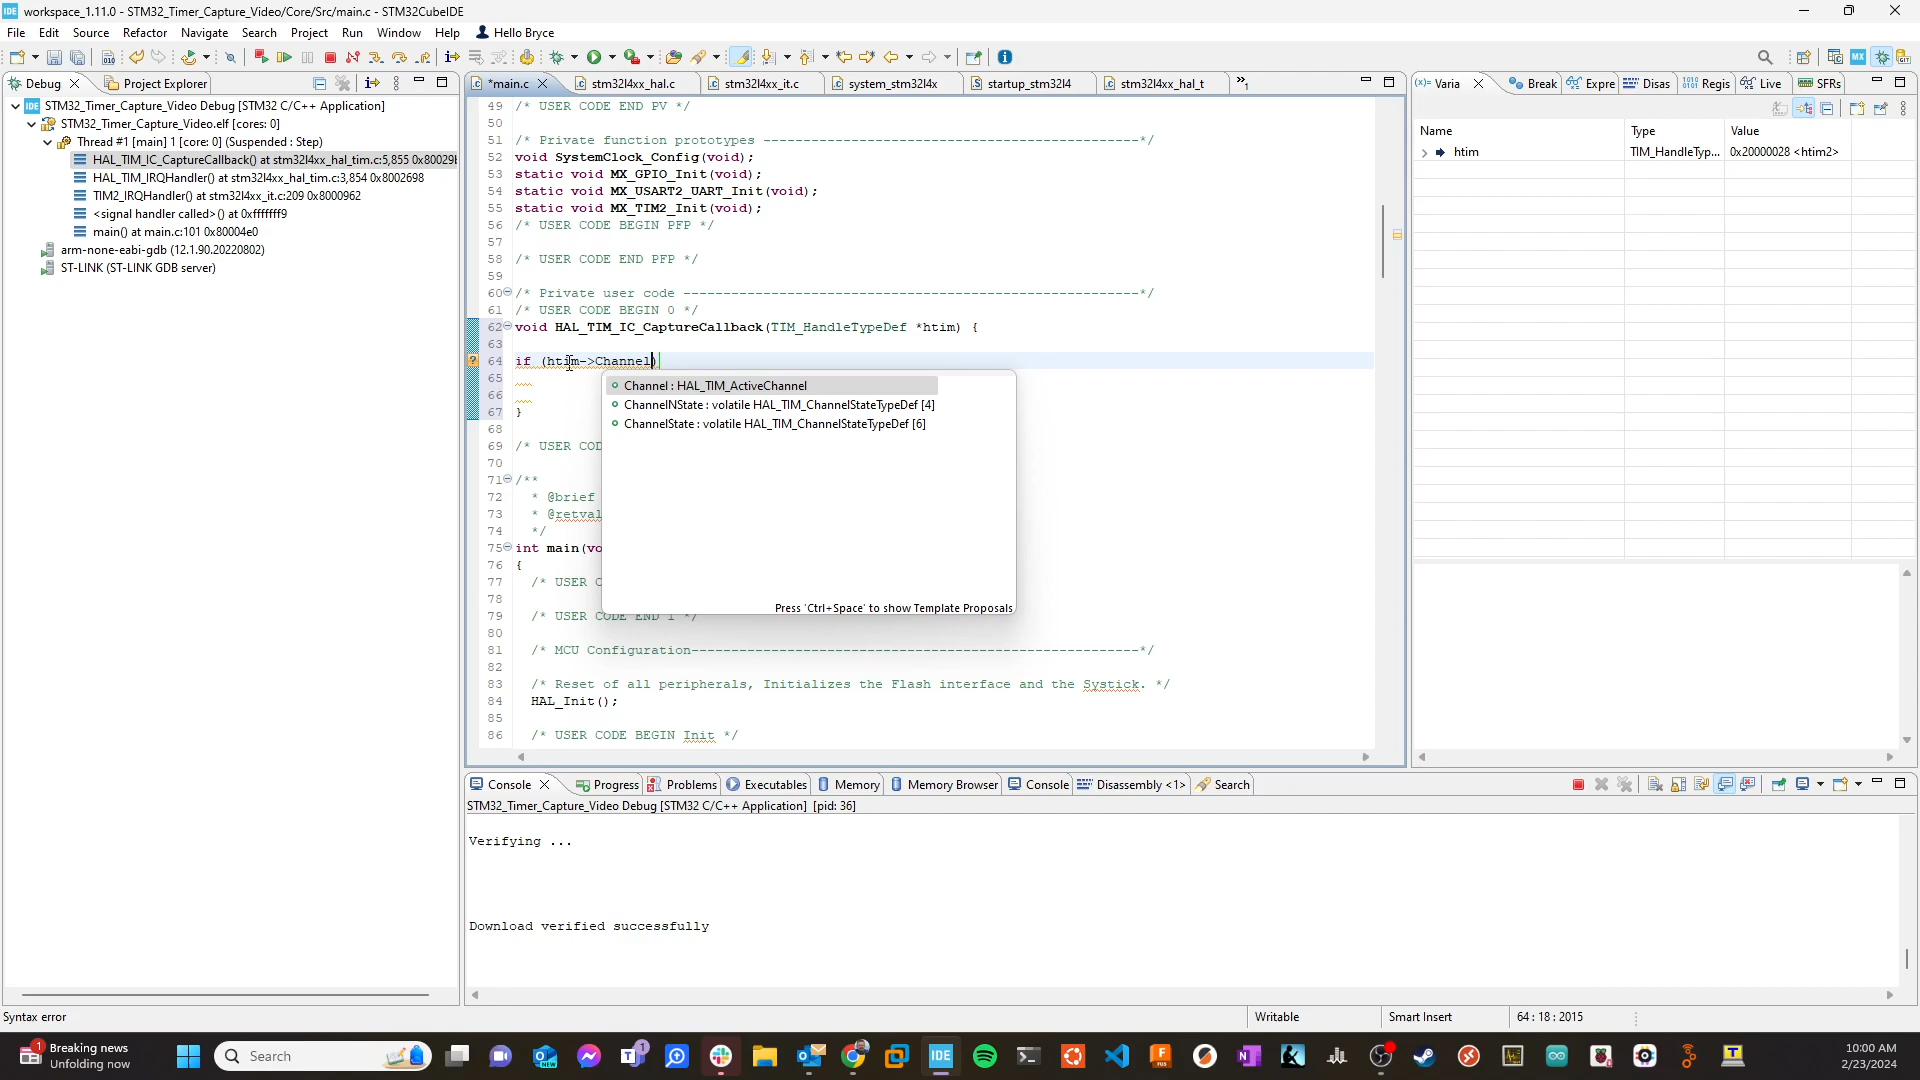 workspace_1.11.0 - STM32_Timer_Capture_Video/Core/Src/main.c - STM32CubeIDE
File Edit Source Refactor Navigate Search Project Run Window Help Hello Bryce
Debug Project Explorer
STM32_Timer_Capture_Video Debug [STM32 C/C++ Application]
STM32_Timer_Capture_Video.elf [cores: 0]
Thread #1 [main] 1 [core: 0] (Suspended : Step)
HAL_TIM_IC_CaptureCallback() at stm32l4xx_hal_tim.c:5,855 0x80029
HAL_TIM_IRQHandler() at stm32l4xx_hal_tim.c:3,854 0x8002698
TIM2_IRQHandler() at stm32l4xx_it.c:209 0x8000962
<signal handler called>() at 0xfffffff9
main() at main.c:101 0x80004e0
arm-none-eabi-gdb (12.1.90.20220802)
ST-LINK (ST-LINK GDB server)
*main.c stm32l4xx_hal.c stm32l4xx_it.c system_stm32l4x startup_stm32l4 stm32l4xx_hal_t »1
49 /* USER CODE END PV */
50
51 /* Private function prototypes -----------------------------------------------*/
52 void SystemClock_Config(void);
53 static void MX_GPIO_Init(void);
54 static void MX_USART2_UART_Init(void);
55 static void MX_TIM2_Init(void);
56 /* USER CODE BEGIN PFP */
57
58 /* USER CODE END PFP */
59
60 /* Private user code ---------------------------------------------------------*/
61 /* USER CODE BEGIN 0 */
62 void HAL_TIM_IC_CaptureCallback(TIM_HandleTypeDef *htim) {
63
64 if (htim->Channel)
65
66
67 }
68
69 /* USER COD
70
71 /**
72 * @brief
73 * @retval
74 */
75 int main(vo
76 {
77 /* USER C
78
79 /* USER CODE END 1 */
80
81 /* MCU Configuration--------------------------------------------------------*/
82
83 /* Reset of all peripherals, Initializes the Flash interface and the Systick. */
84 HAL_Init();
85
86 /* USER CODE BEGIN Init */
Channel : HAL_TIM_ActiveChannel
ChannelNState : volatile HAL_TIM_ChannelStateTypeDef [4]
ChannelState : volatile HAL_TIM_ChannelStateTypeDef [6]
Press 'Ctrl+Space' to show Template Proposals
(x)= Varia Break Expre Disas Regis Live SFRs
Name Type Value
htim TIM_HandleTyp... 0x20000028 <htim2>
Console Progress Problems Executables Memory Memory Browser Console Disassembly <1> Search
STM32_Timer_Capture_Video Debug [STM32 C/C++ Application] [pid: 36]
Verifying ...
Download verified successfully
Syntax error Writable Smart Insert 64 : 18 : 2015
1 Breaking news
Unfolding now
Search
10:00 AM
2/23/2024